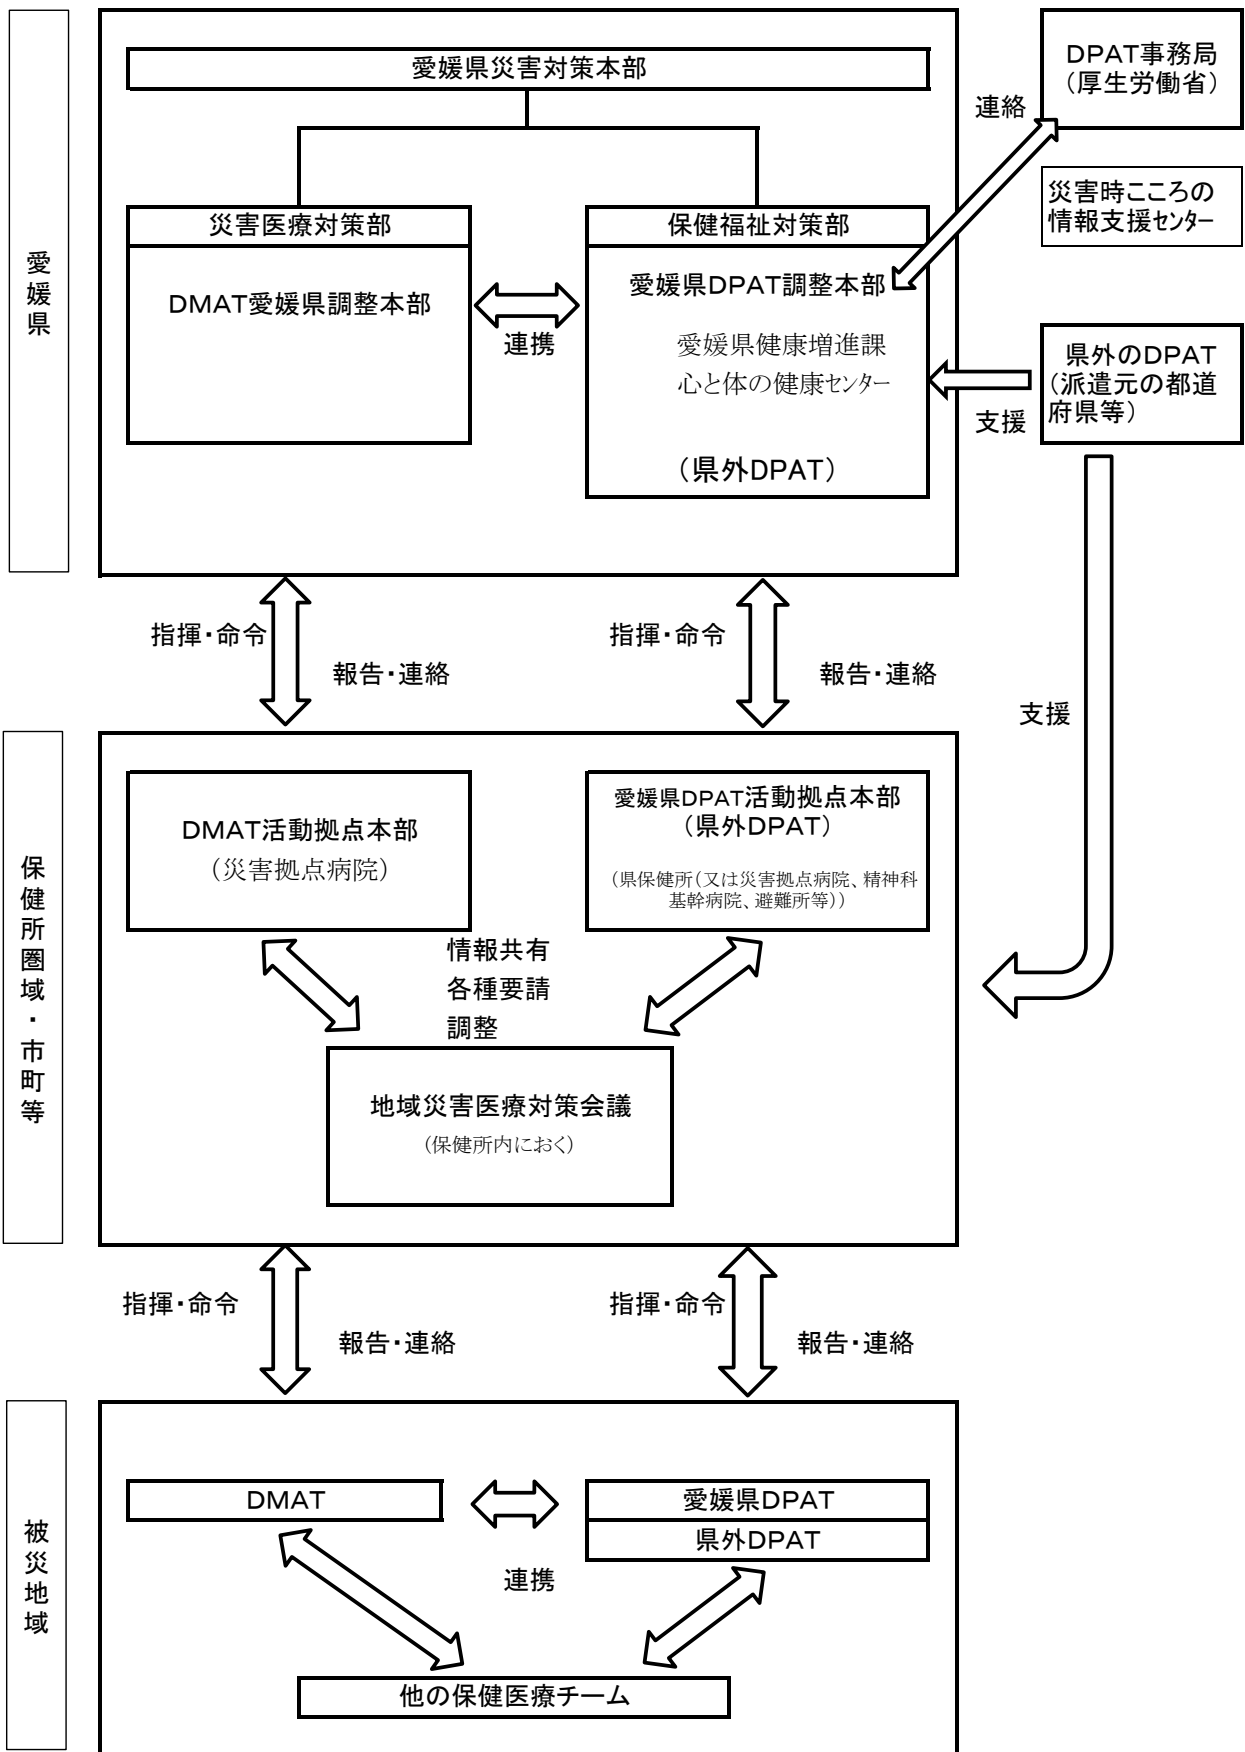 愛媛県
愛媛県災害対策本部
災害医療対策部
DMAT愛媛県調整本部
連携
保健福祉対策部
愛媛県DPAT調整本部
愛媛県健康増進課
心と体の健康センター
（県外DPAT）
連絡
DPAT事務局
（厚生労働省）
災害時こころの
情報支援センター
県外のDPAT
（派遣元の都道
府県等）
支援
指揮・命令
報告・連絡
指揮・命令
報告・連絡
支援
保健所圏域・市町等
DMAT活動拠点本部
（災害拠点病院）
愛媛県DPAT活動拠点本部
（県外DPAT）
（県保健所（又は災害拠点病院、精神科
基幹病院、避難所等））
情報共有
各種要請
調整
地域災害医療対策会議
（保健所内におく）
指揮・命令
報告・連絡
指揮・命令
報告・連絡
被災地域
DMAT
愛媛県DPAT
県外DPAT
連携
他の保健医療チーム